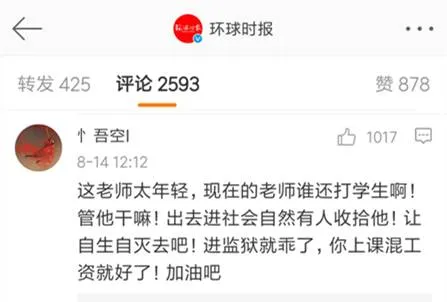 环球时报
转发 425 评论 2593 赞 878
忄吾空l 1017
8-14 12:12
这老师太年轻，现在的老师谁还打学生啊！
管他干嘛！出去进社会自然有人收拾他！让
自生自灭去吧！进监狱就乖了，你上课混工
资就好了！加油吧